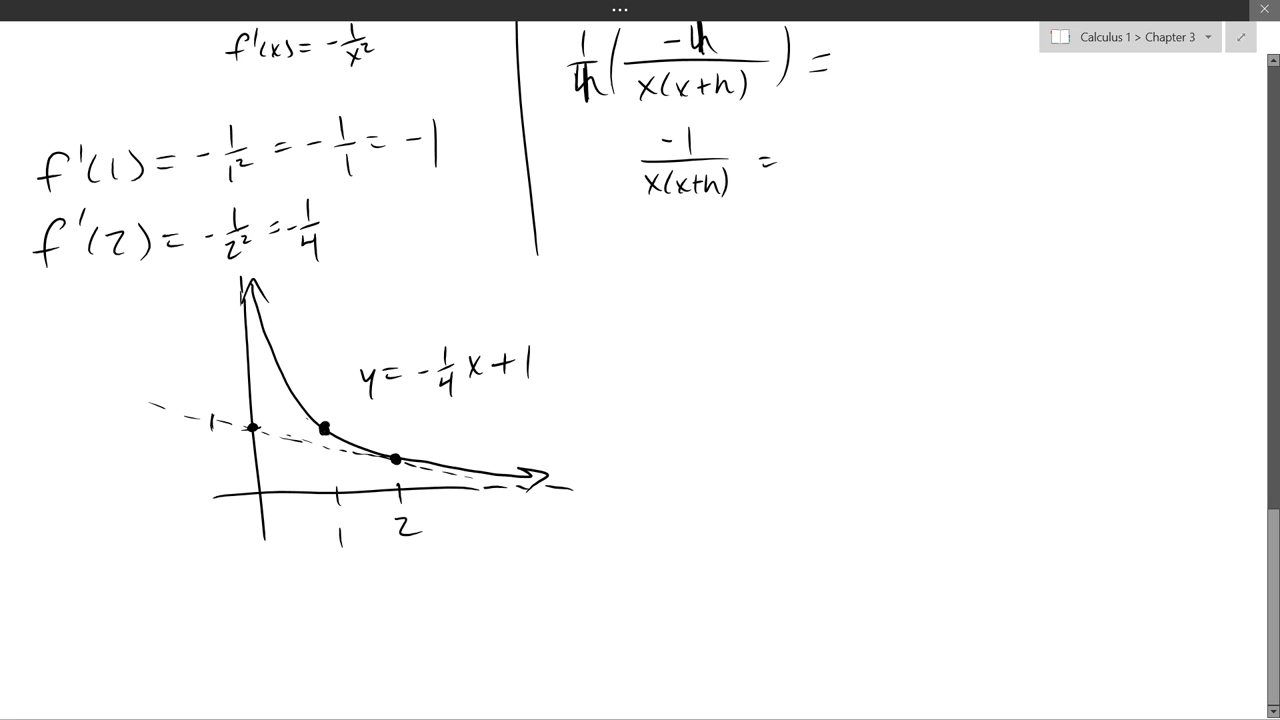 ...
Calculus 1 > Chapter 3
f'(x) = -1/x²
f'(1) = -1/1² = -1/1 = -1
f'(2) = -1/2² = -1/4
1/h(-h/x(x+h)) =
-1/x(x+h) =
y = -1/4 x + 1
1
1
2